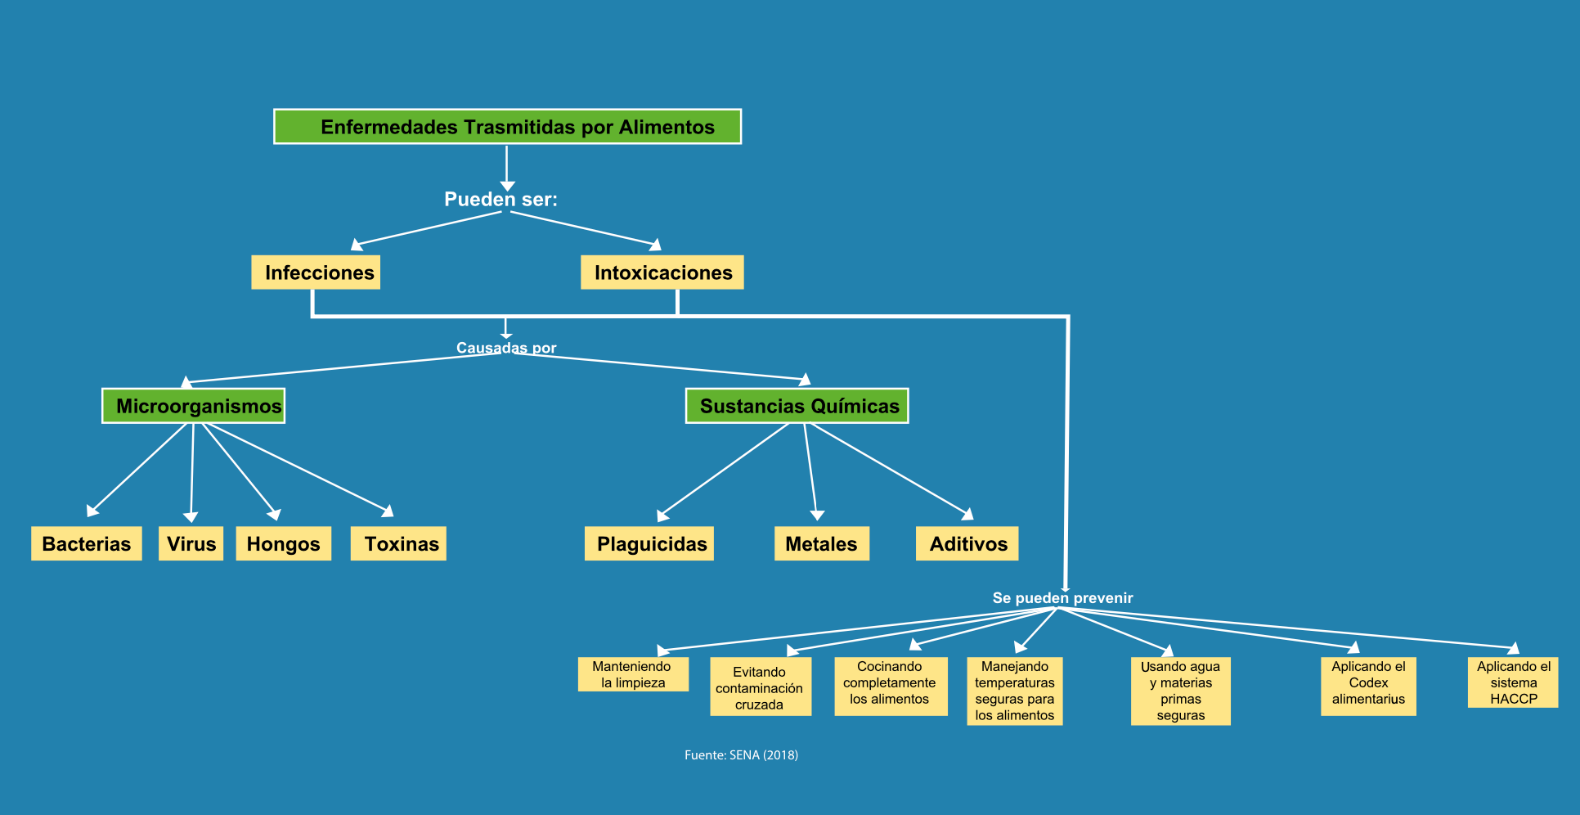 Enfermedades Trasmitidas por Alimentos
Pueden ser:
Infecciones
Intoxicaciones
Causadas por
Microorganismos
Sustancias Químicas
Bacterias
Virus
Hongos
Toxinas
Plaguicidas
Metales
Aditivos
Se pueden prevenir
Manteniendo
la limpieza
Evitando
contaminación
cruzada
Cocinando
completamente
los alimentos
Manejando
temperaturas
seguras para
los alimentos
Usando agua
y materias
primas
seguras
Aplicando el
Codex
alimentarius
Aplicando el
sistema
HACCP
Fuente: SENA (2018)